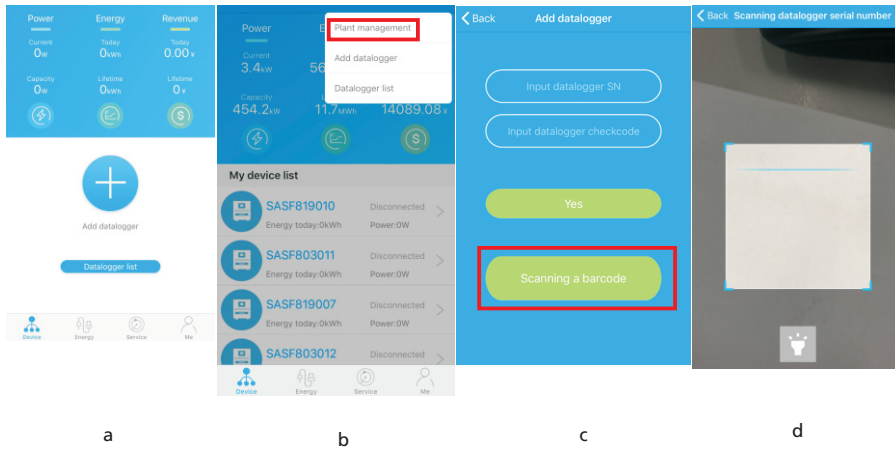 Power Energy Revenue
Current Today Today
0w 0kWh 0.00¥
Capacity Lifetime Lifetime
0w 0kWh 0¥
Add datalogger
Datalogger list
Device Energy Service Me
a
Power E
Plant management
Add datalogger
Datalogger list
Current
3.4kW 56
Capacity L
454.2kW 11.7MWh 14089.08¥
My device list
SASF819010 Disconnected
Energy today:0kWh Power:0W
SASF803011 Disconnected
Energy today:0kWh Power:0W
SASF819007 Disconnected
Energy today:0kWh Power:0W
SASF803012 Disconnected
Device Energy Service Me
b
Back Add datalogger
Input datalogger SN
Input datalogger checkcode
Yes
Scanning a barcode
c
Back Scanning datalogger serial number
d